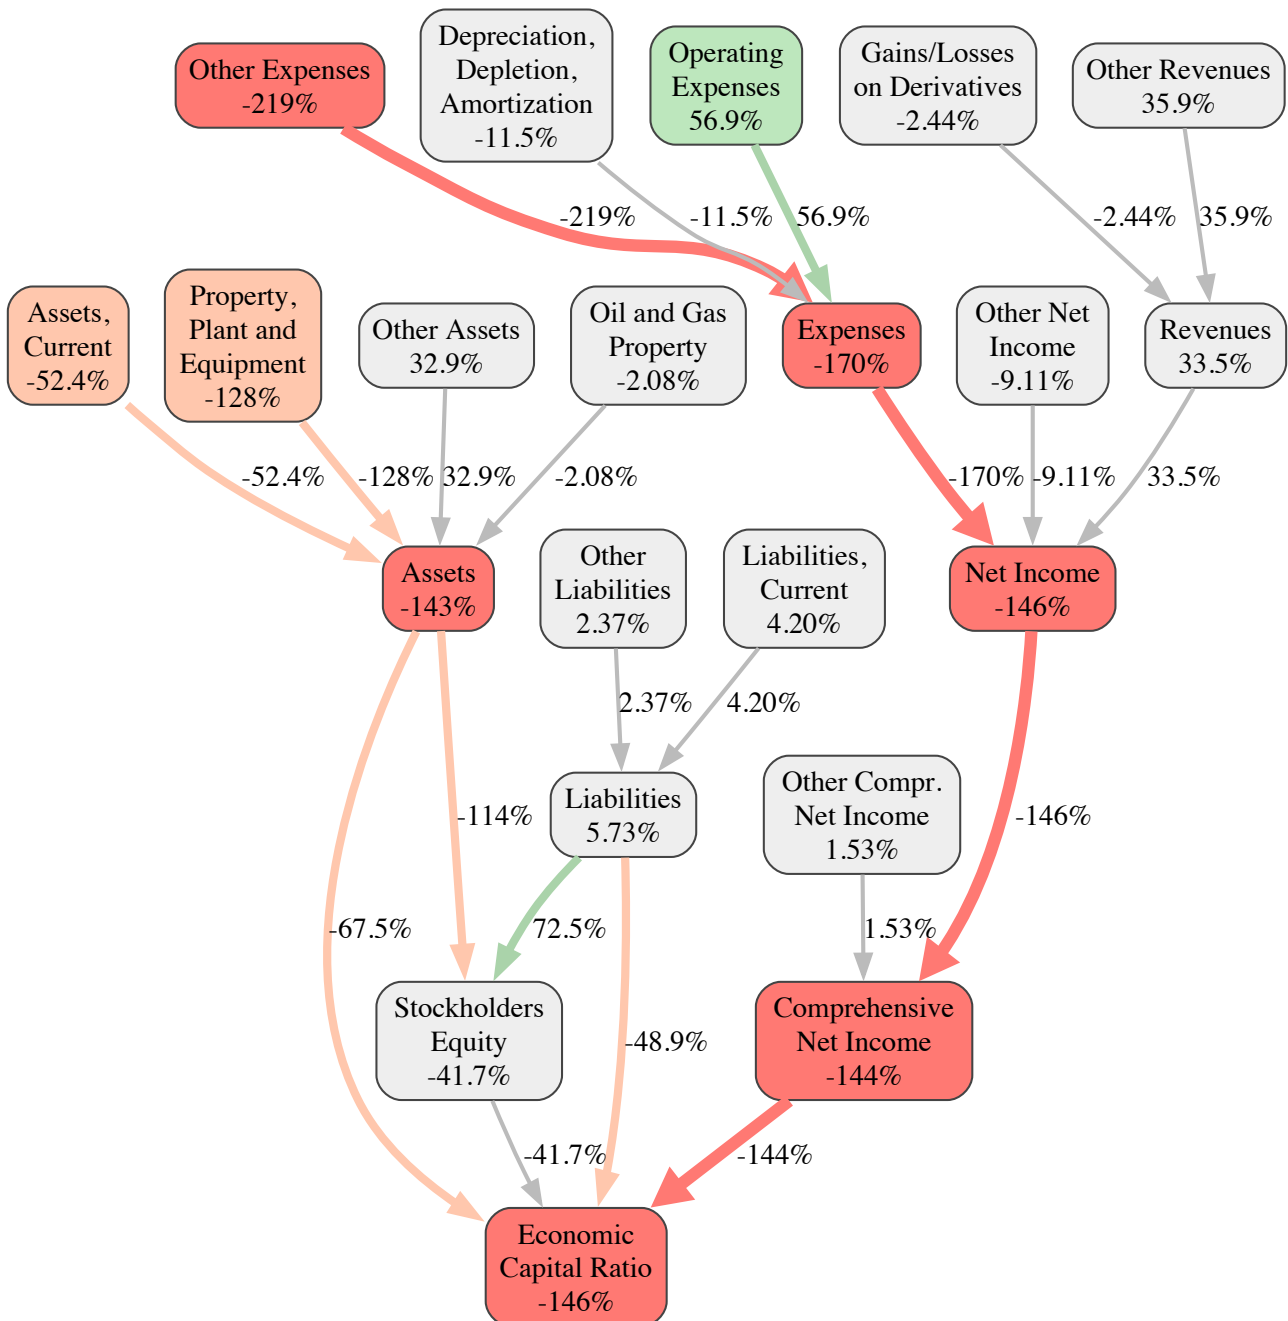 Other Expenses
-219%
Depreciation,
Depletion,
Amortization
-11.5%
Operating
Expenses
56.9%
Gains/Losses
on Derivatives
-2.44%
Other Revenues
35.9%
-219%
-11.5%
56.9%
-2.44%
35.9%
Assets,
Current
-52.4%
Property,
Plant and
Equipment
-128%
Other Assets
32.9%
Oil and Gas
Property
-2.08%
Expenses
-170%
Other Net
Income
-9.11%
Revenues
33.5%
-52.4%
-128%
32.9%
-2.08%
-170%
-9.11%
33.5%
Assets
-143%
Other
Liabilities
2.37%
Liabilities,
Current
4.20%
Net Income
-146%
2.37%
4.20%
Liabilities
5.73%
Other Compr.
Net Income
1.53%
-114%
-146%
-67.5%
72.5%
1.53%
Stockholders
Equity
-41.7%
-48.9%
Comprehensive
Net Income
-144%
-41.7%
-144%
Economic
Capital Ratio
-146%